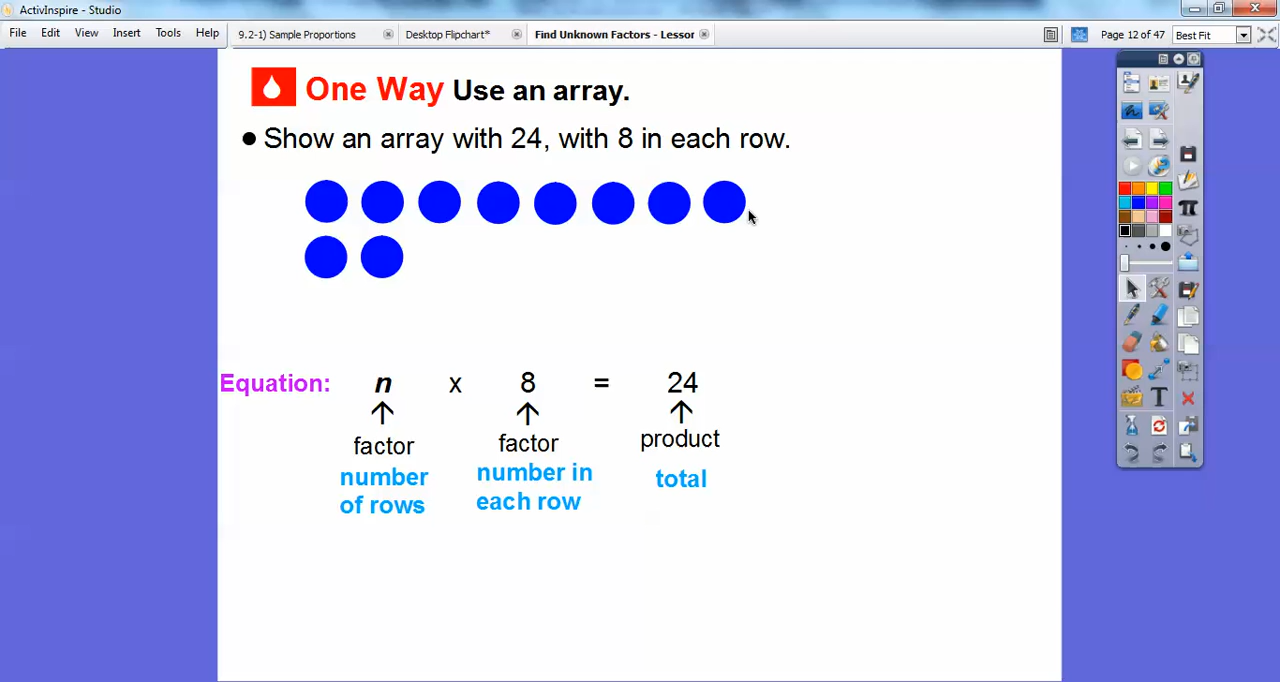 ActivInspire - Studio
File Edit View Insert Tools Help
9.2-1) Sample Proportions
Desktop Flipchart*
Find Unknown Factors - Lessor
Page 12 of 47
Best Fit
One Way Use an array.
• Show an array with 24, with 8 in each row.
Equation: n x 8 = 24
factor factor product
number of rows
number in each row
total